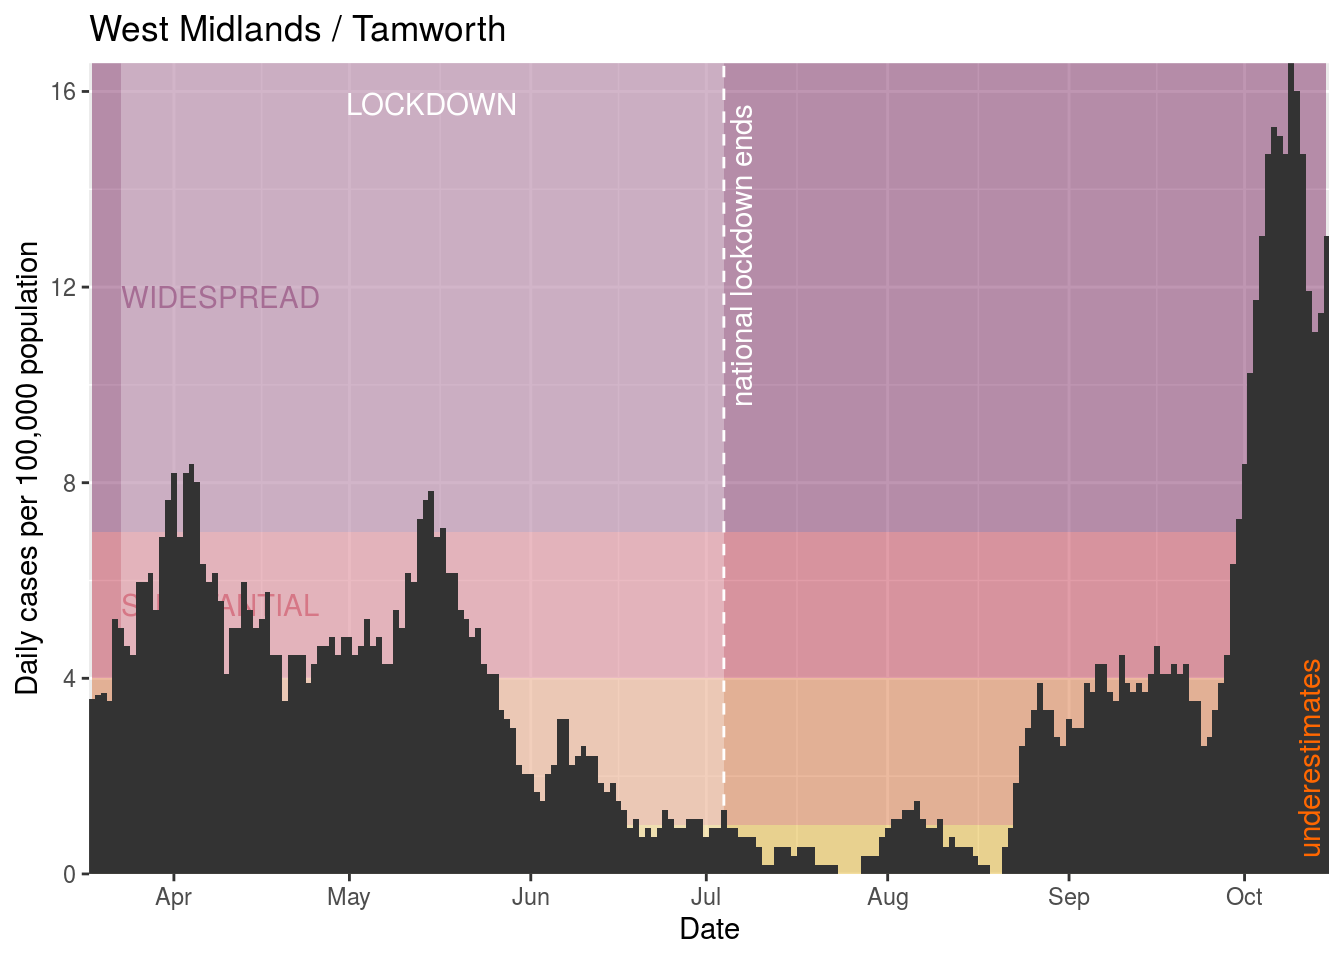 West Midlands / Tamworth
Daily cases per 100,000 population
16
12
8
4
0
LOCKDOWN
WIDESPREAD
national lockdown ends
underestimates
Apr
May
Jun
Jul
Aug
Sep
Oct
Date